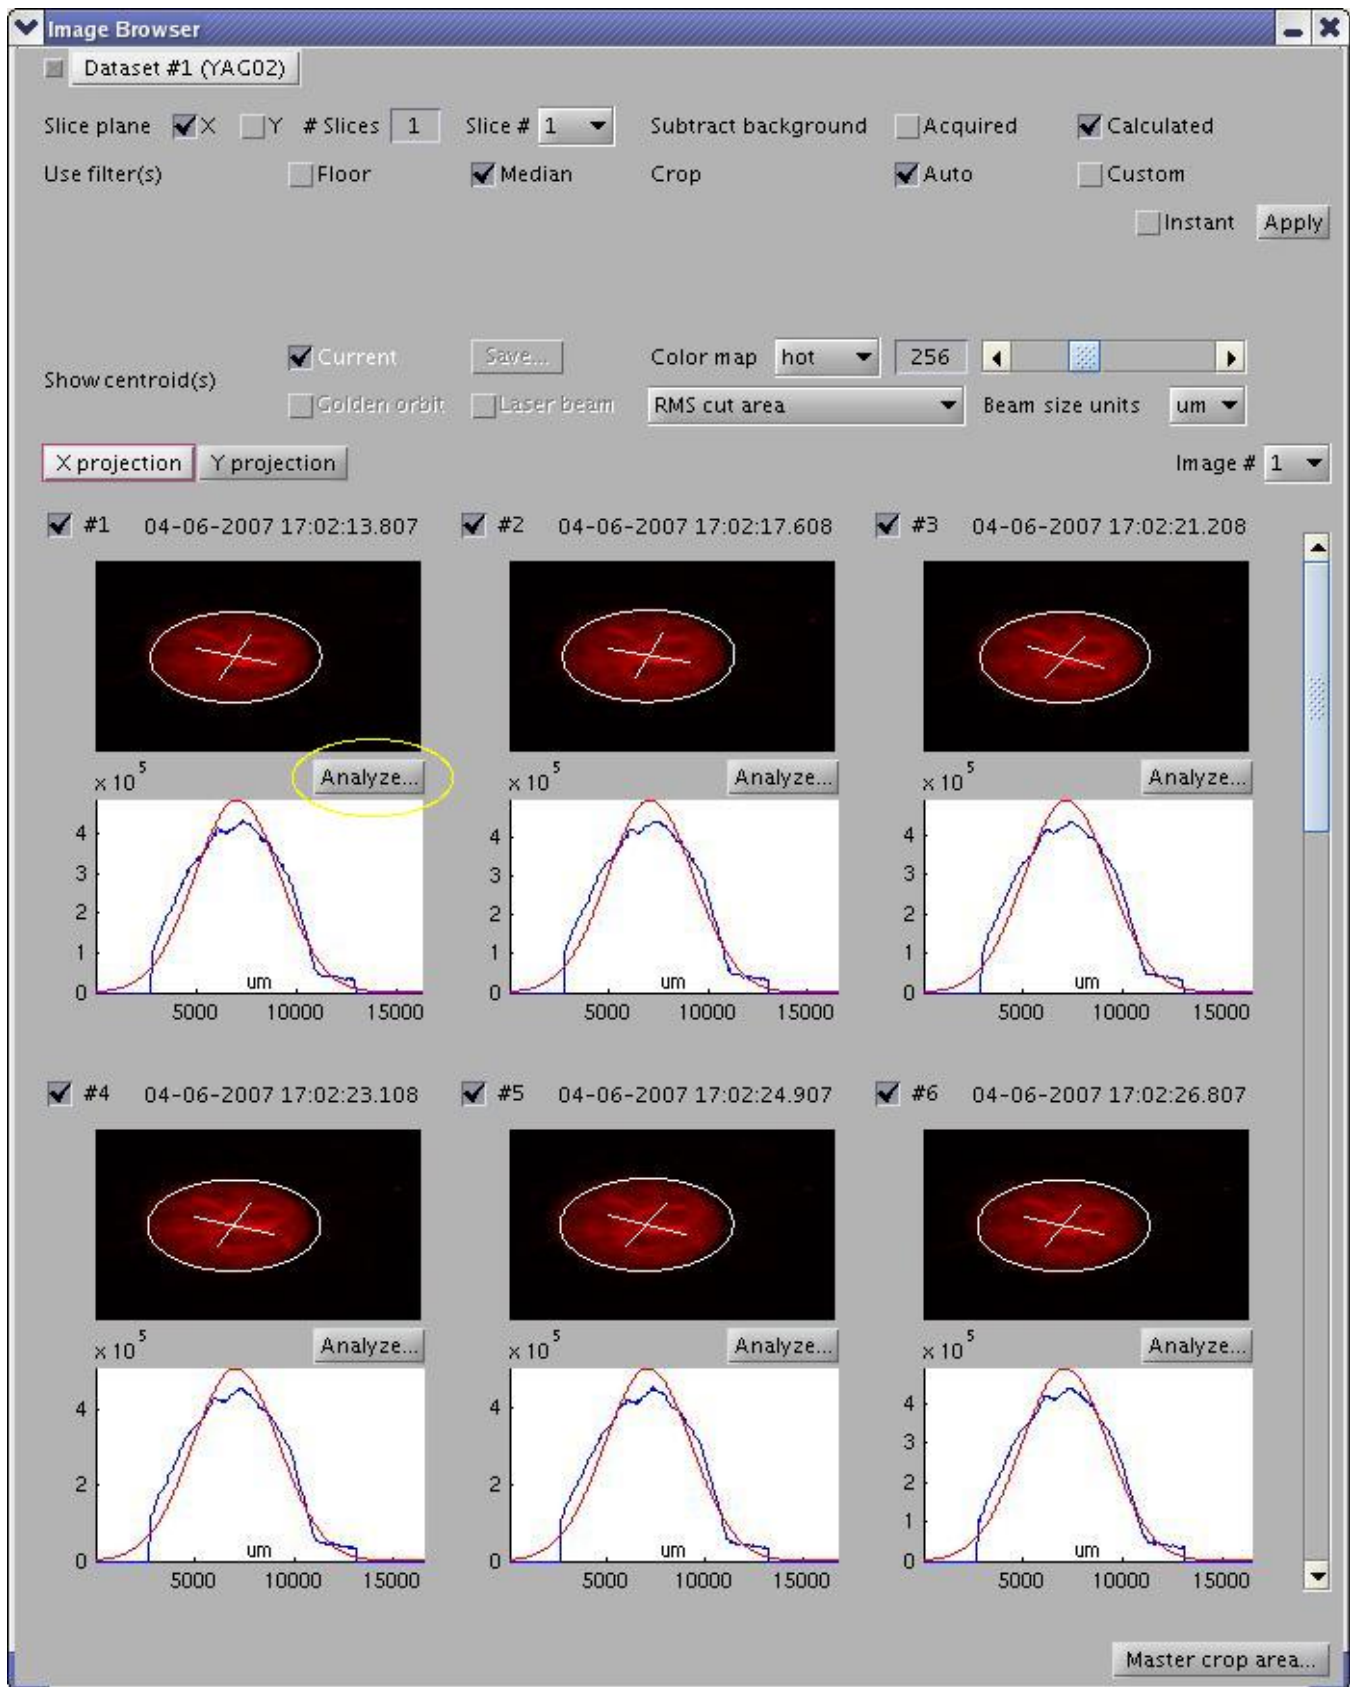 Image Browser
Dataset #1 (YAG02)
Slice plane X Y # Slices 1 Slice # 1 Subtract background Acquired Calculated
Use filter(s) Floor Median Crop Auto Custom
Instant Apply
Show centroid(s) Current Save... Color map hot 256
Golden orbit Laser beam RMS cut area Beam size units um
X projection Y projection Image # 1
#1 04-06-2007 17:02:13.807 #2 04-06-2007 17:02:17.608 #3 04-06-2007 17:02:21.208
x 10^5 Analyze... x 10^5 Analyze... x 10^5 Analyze...
4 4 4
3 3 3
2 2 2
1 1 1
0 um 0 um 0 um
5000 10000 15000 5000 10000 15000 5000 10000 15000
#4 04-06-2007 17:02:23.108 #5 04-06-2007 17:02:24.907 #6 04-06-2007 17:02:26.807
x 10^5 Analyze... x 10^5 Analyze... x 10^5 Analyze...
4 4 4
3
2 2 2
1
0 um 0 um 0 um
5000 10000 15000 5000 10000 15000 5000 10000 15000
Master crop area...